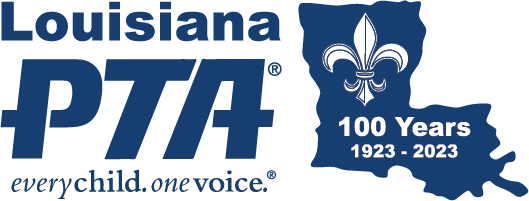 Louisiana
PTA®
everychild.onevoice.®
100 Years
1923 - 2023